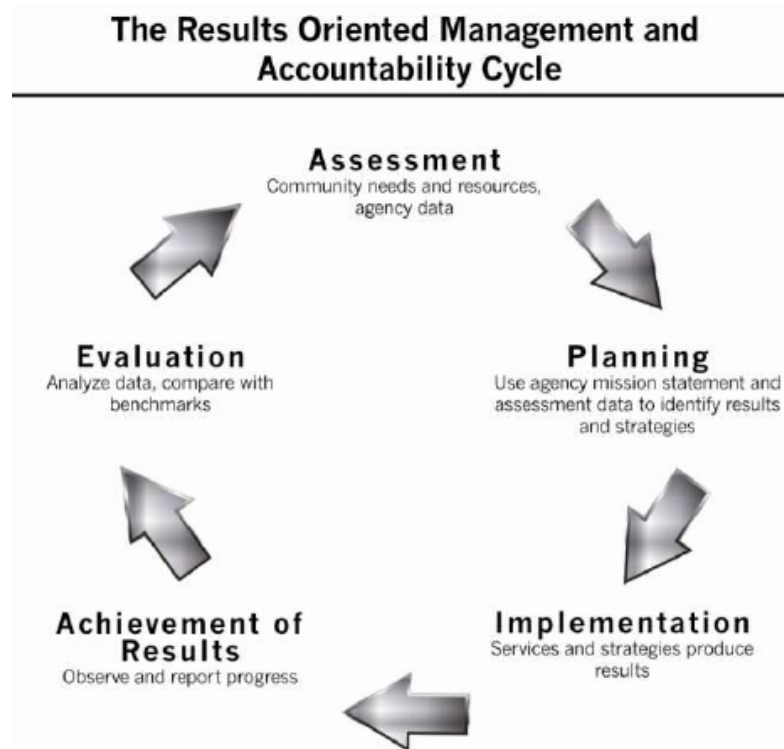 The Results Oriented Management and
Accountability Cycle
Assessment
Community needs and resources,
agency data
Planning
Use agency mission statement and
assessment data to identify results
and strategies
Implementation
Services and strategies produce
results
Achievement of
Results
Observe and report progress
Evaluation
Analyze data, compare with
benchmarks